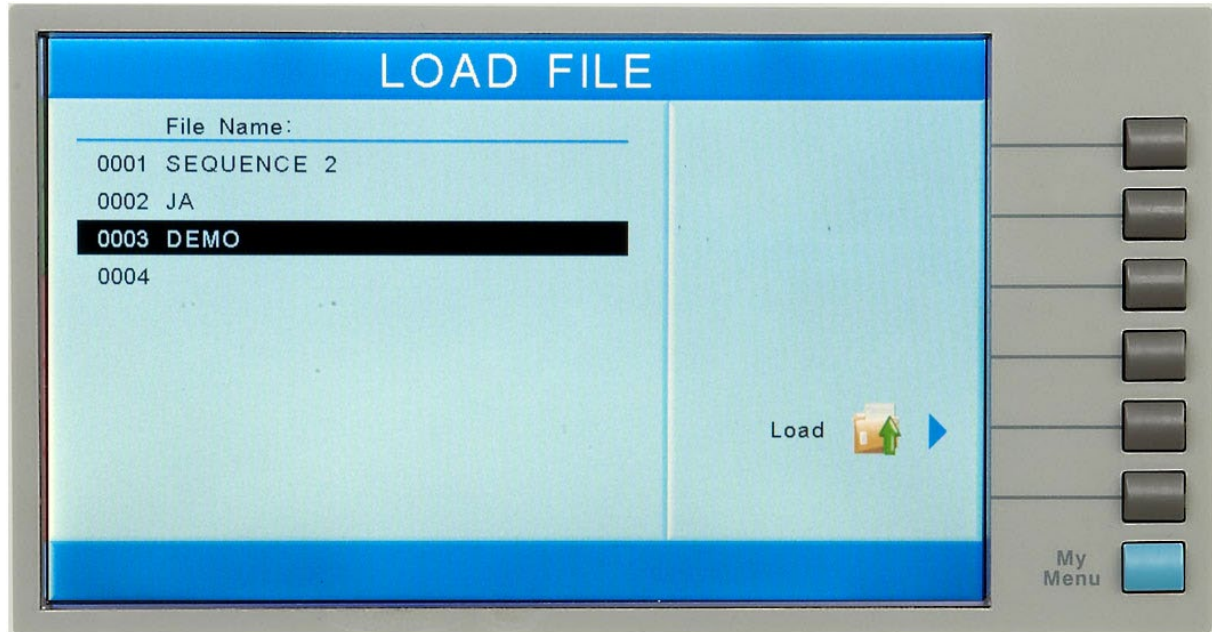 LOAD FILE
File Name:
0001 SEQUENCE 2
0002 JA
0003 DEMO
0004
Load
My
Menu